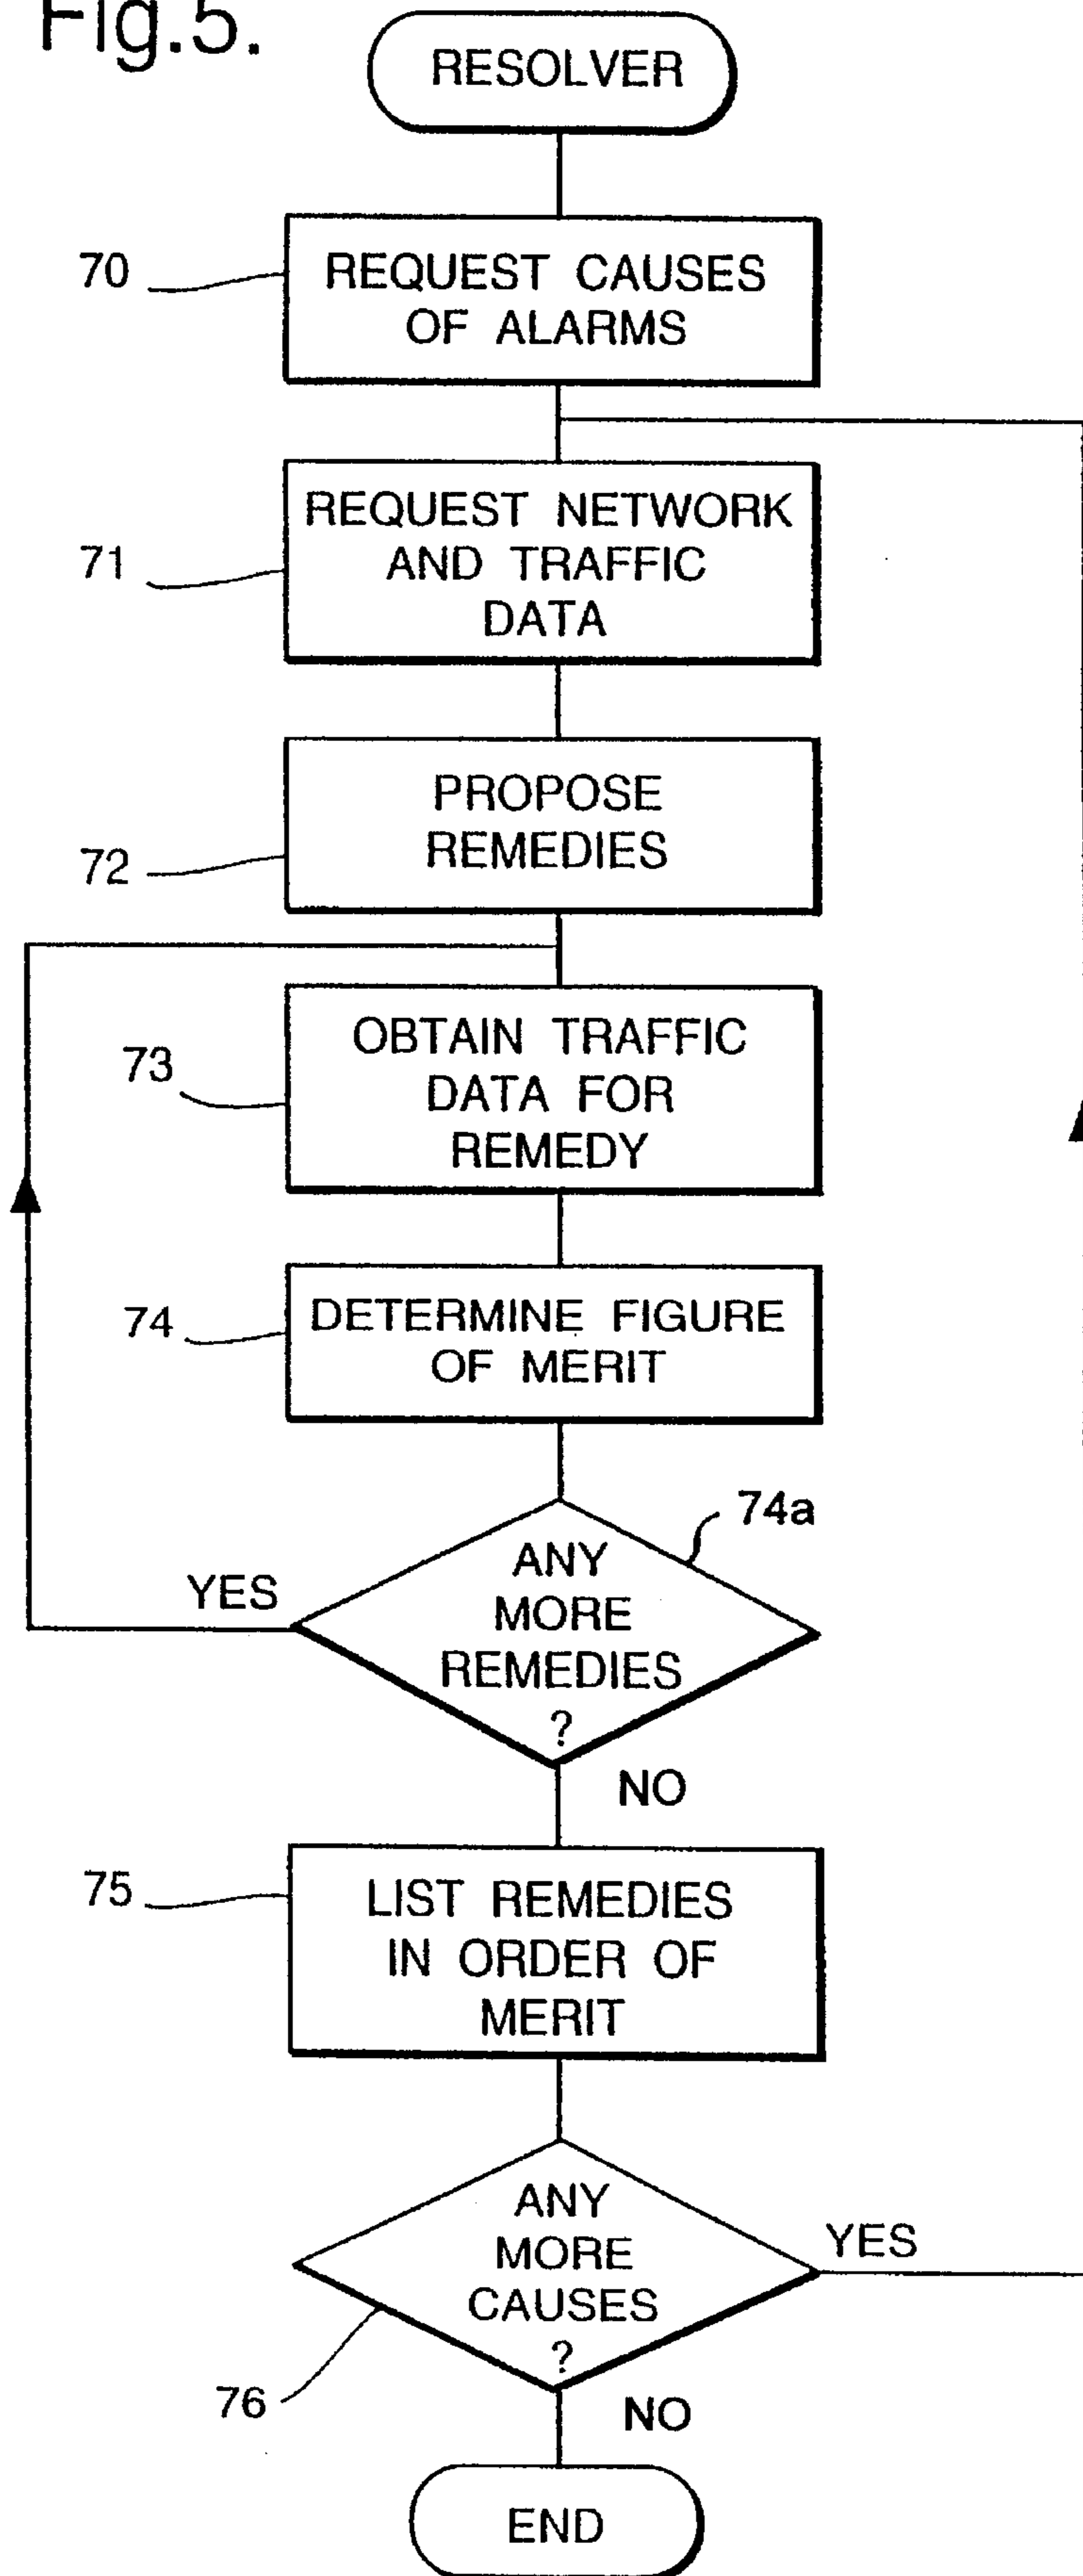 Fig.5.
RESOLVER
70
REQUEST CAUSES
OF ALARMS
71
REQUEST NETWORK
AND TRAFFIC
DATA
72
PROPOSE
REMEDIES
73
OBTAIN TRAFFIC
DATA FOR
REMEDY
74
DETERMINE FIGURE
OF MERIT
74a
YES
ANY
MORE
REMEDIES
?
NO
75
LIST REMEDIES
IN ORDER OF
MERIT
ANY
MORE
CAUSES
?
YES
76
NO
END